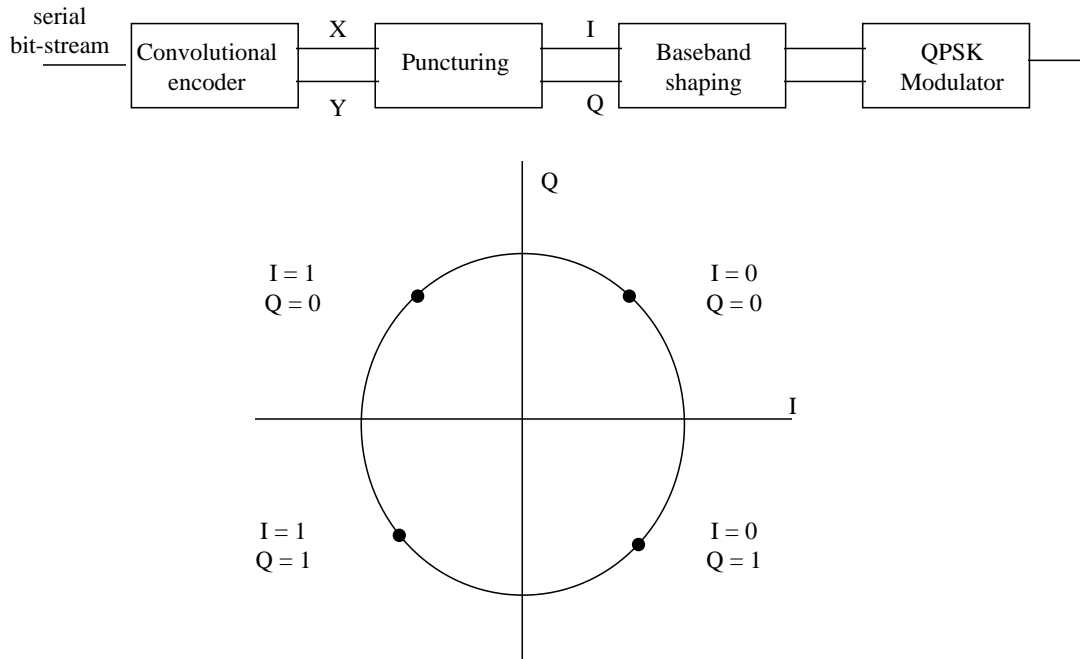 serial
bit-stream
Convolutional
encoder
X
Y
Puncturing
I
Q
Baseband
shaping
QPSK
Modulator
Q
I = 1
Q = 0
I = 0
Q = 0
I
I = 1
Q = 1
I = 0
Q = 1